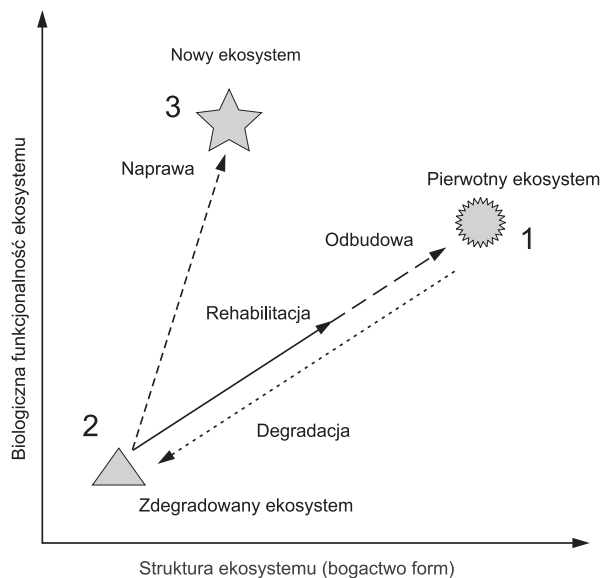 Nowy ekosystem
3
Naprawa
Pierwotny ekosystem
1
Odbudowa
Rehabilitacja
Degradacja
2
Zdegradowany ekosystem
Biologiczna funkcjonalność ekosystemu
Struktura ekosystemu (bogactwo form)